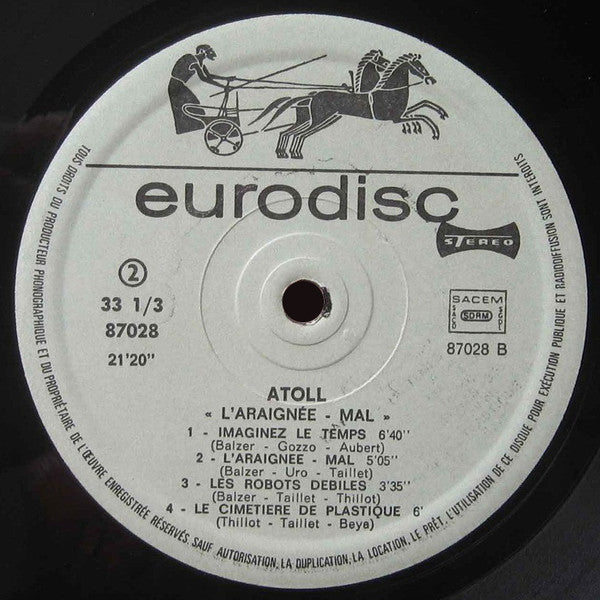 eurodisc
STEREO
②
33 1/3
87028
21'20"
SACEM
SACD
SDRM
SGDL
87028 B
ATOLL
« L'ARAIGNÉE - MAL »
1 - IMAGINEZ LE TEMPS 6'40"
(Balzer - Gozzo - Aubert)
2 - L'ARAIGNEE - MAL 5'05"
(Balzer - Uro - Taillet)
3 - LES ROBOTS DEBILES 3'35"
(Balzer - Taillet - Thillot)
4 - LE CIMETIERE DE PLASTIQUE 6'
(Thillot - Taillet - Beya)
TOUS DROITS DU PRODUCTEUR PHONOGRAPHIQUE ET DU PROPRIÉTAIRE DE L'ŒUVRE ENREGISTRÉE RÉSERVÉS. SAUF AUTORISATION, LA DUPLICATION, LA LOCATION, LE PRÊT, L'UTILISATION DE CE DISQUE POUR EXÉCUTION PUBLIQUE ET RADIODIFFUSION SONT INTERDITS